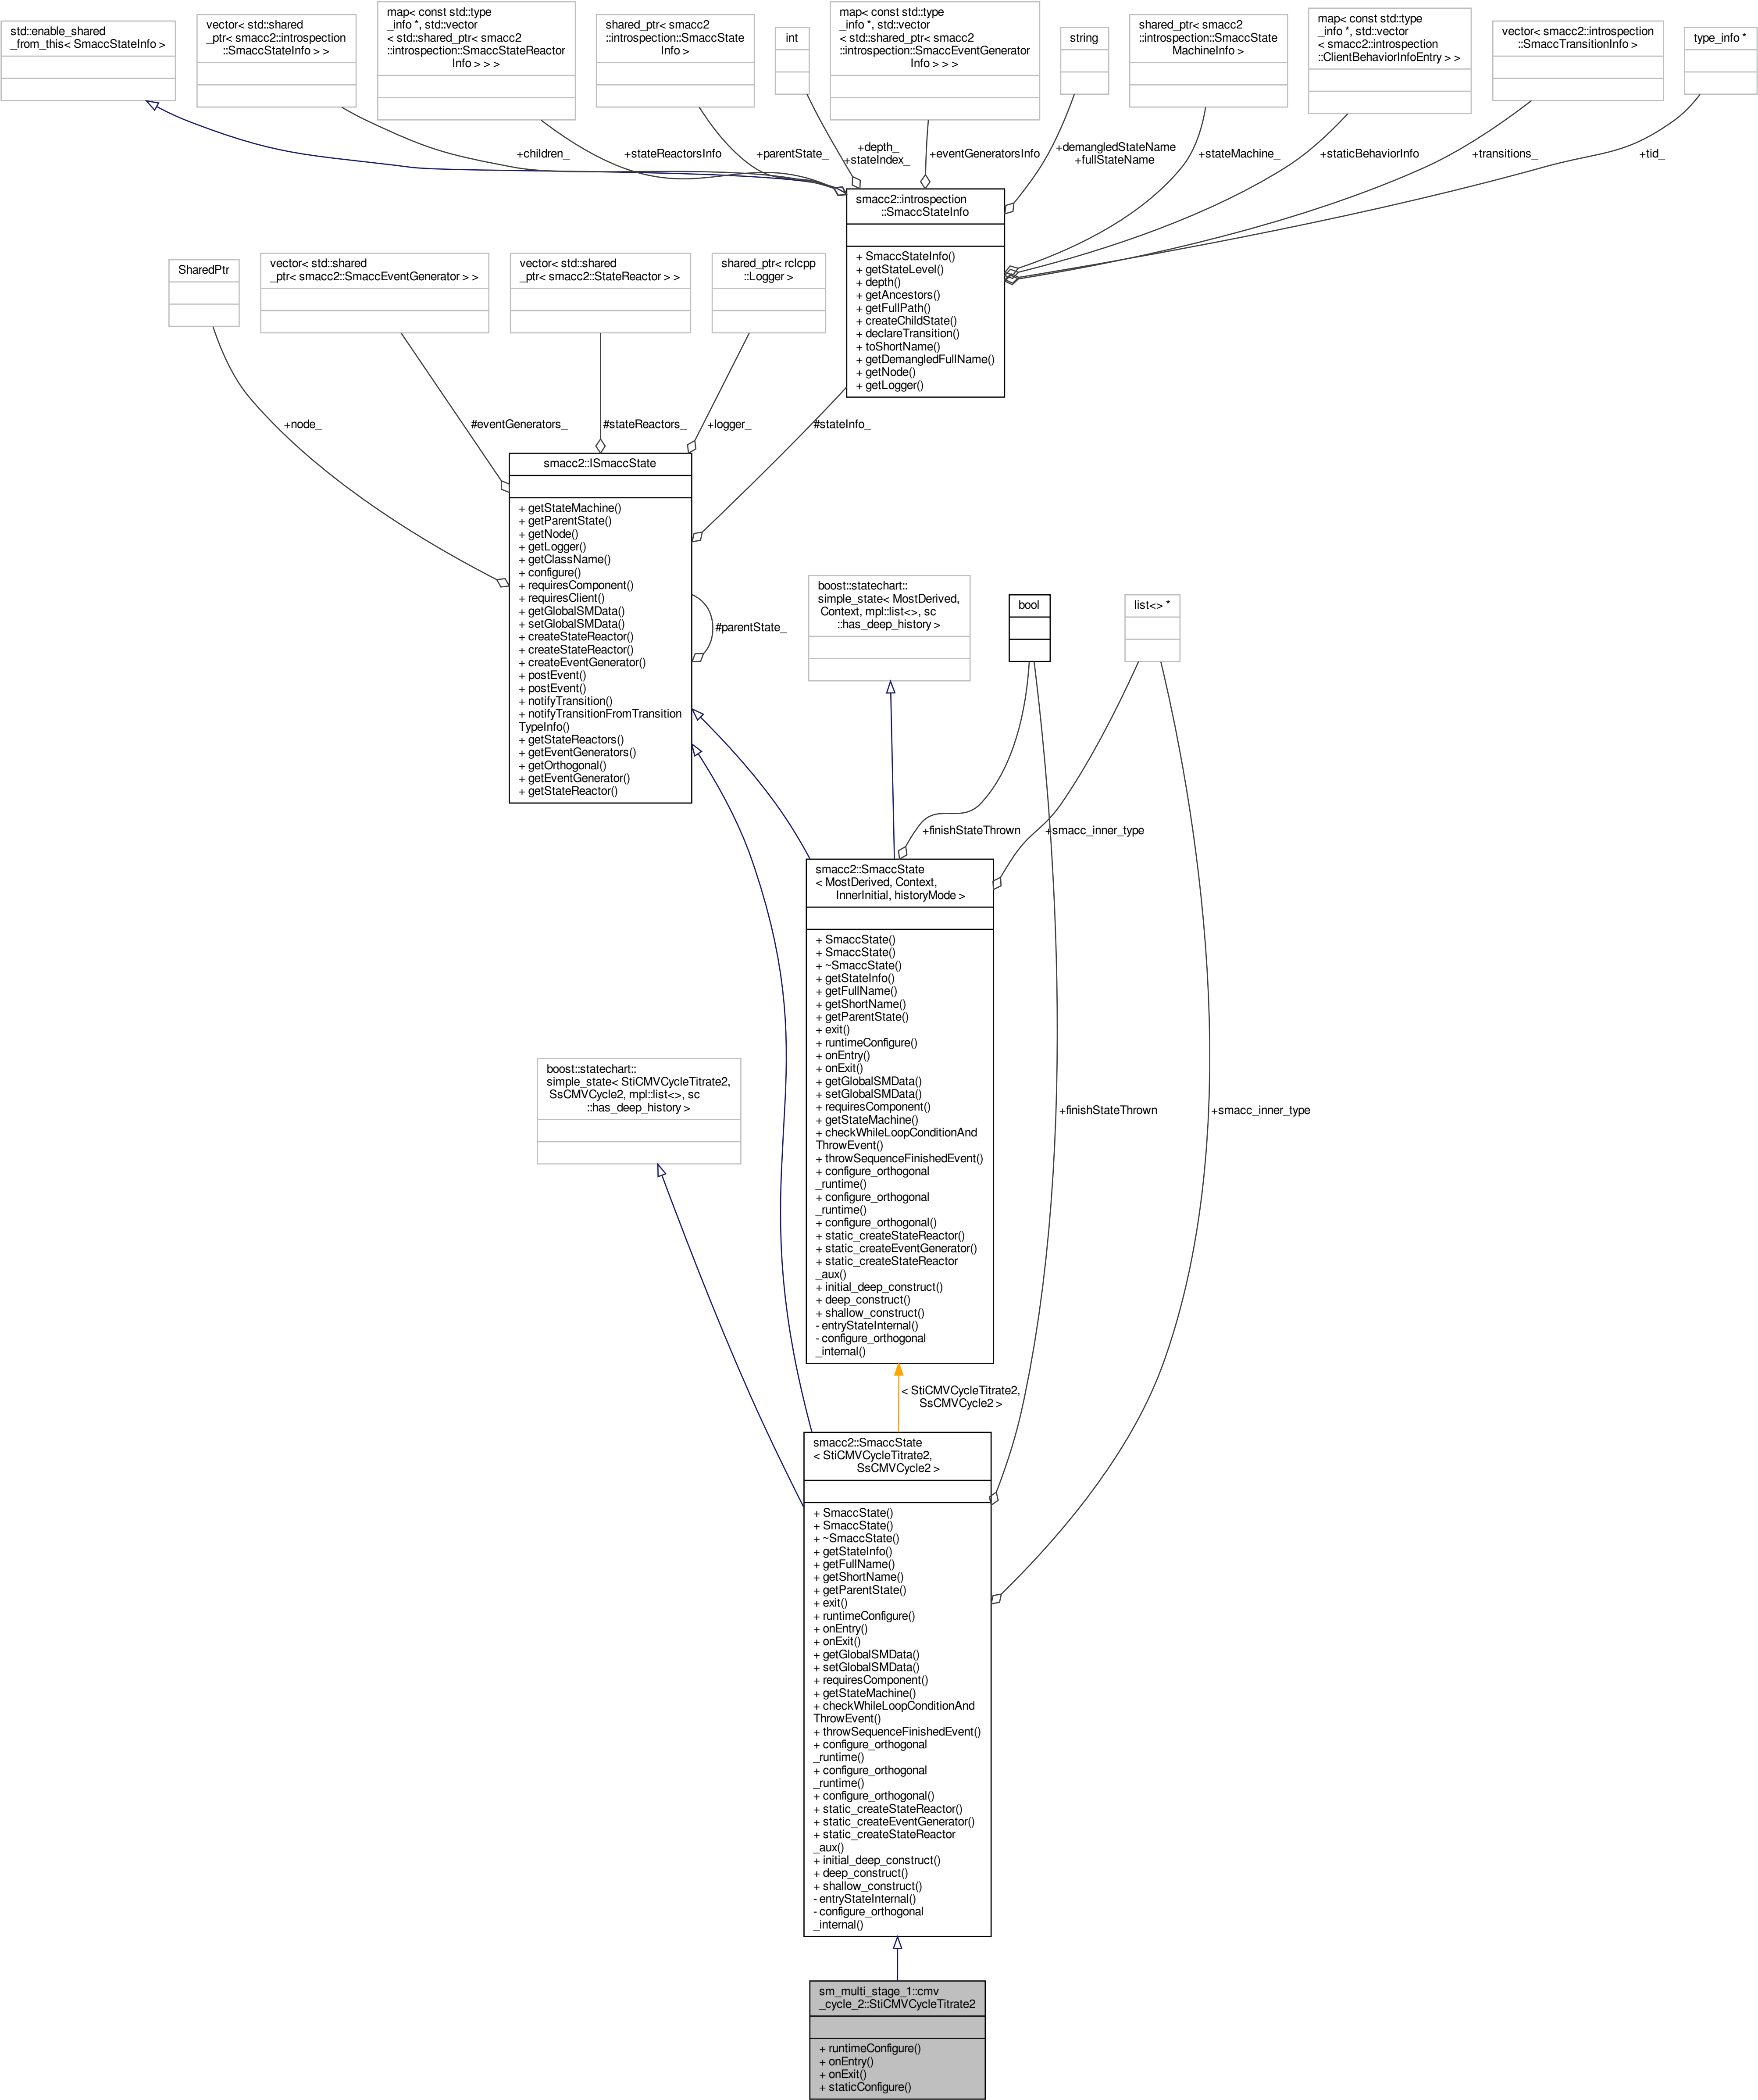 std::enable_shared
_from_this< SmaccStateInfo >
vector< std::shared
_ptr< smacc2::introspection
::SmaccStateInfo > >
map< const std::type
_info *, std::vector
< std::shared_ptr< smacc2
::introspection::SmaccStateReactor
Info > > >
shared_ptr< smacc2
::introspection::SmaccState
Info >
int
map< const std::type
_info *, std::vector
< std::shared_ptr< smacc2
::introspection::SmaccEventGenerator
Info > > >
string
shared_ptr< smacc2
::introspection::SmaccState
MachineInfo >
map< const std::type
_info *, std::vector
< smacc2::introspection
::ClientBehaviorInfoEntry > >
vector< smacc2::introspection
::SmaccTransitionInfo >
type_info *
+children_
+stateReactorsInfo
+parentState_
+depth_
+stateIndex_
+eventGeneratorsInfo
+demangledStateName
+fullStateName
+stateMachine_
+staticBehaviorInfo
+transitions_
+tid_
smacc2::introspection
::SmaccStateInfo
+ SmaccStateInfo()
+ getStateLevel()
+ depth()
+ getAncestors()
+ getFullPath()
+ createChildState()
+ declareTransition()
+ toShortName()
+ getDemangledFullName()
+ getNode()
+ getLogger()
SharedPtr
vector< std::shared
_ptr< smacc2::SmaccEventGenerator > >
vector< std::shared
_ptr< smacc2::StateReactor > >
shared_ptr< rclcpp
::Logger >
+node_
#eventGenerators_
#stateReactors_
+logger_
#stateInfo_
smacc2::ISmaccState
+ getStateMachine()
+ getParentState()
+ getNode()
+ getLogger()
+ getClassName()
+ configure()
+ requiresComponent()
+ requiresClient()
+ getGlobalSMData()
+ setGlobalSMData()
+ createStateReactor()
+ createStateReactor()
+ createEventGenerator()
+ postEvent()
+ postEvent()
+ notifyTransition()
+ notifyTransitionFromTransition
TypeInfo()
+ getStateReactors()
+ getEventGenerators()
+ getOrthogonal()
+ getEventGenerator()
+ getStateReactor()
#parentState_
boost::statechart::
simple_state< MostDerived,
Context, mpl::list<>, sc
::has_deep_history >
bool
list<> *
+finishStateThrown
+smacc_inner_type
smacc2::SmaccState
< MostDerived, Context,
InnerInitial, historyMode >
+ SmaccState()
+ SmaccState()
+ ~SmaccState()
+ getStateInfo()
+ getFullName()
+ getShortName()
+ getParentState()
+ exit()
+ runtimeConfigure()
+ onEntry()
+ onExit()
+ getGlobalSMData()
+ setGlobalSMData()
+ requiresComponent()
+ getStateMachine()
+ checkWhileLoopConditionAnd
ThrowEvent()
+ throwSequenceFinishedEvent()
+ configure_orthogonal
_runtime()
+ configure_orthogonal
_runtime()
+ configure_orthogonal()
+ static_createStateReactor()
+ static_createEventGenerator()
+ static_createStateReactor
_aux()
+ initial_deep_construct()
+ deep_construct()
+ shallow_construct()
- entryStateInternal()
- configure_orthogonal
_internal()
boost::statechart::
simple_state< StiCMVCycleTitrate2,
SsCMVCycle2, mpl::list<>, sc
::has_deep_history >
+finishStateThrown
+smacc_inner_type
< StiCMVCycleTitrate2,
SsCMVCycle2 >
smacc2::SmaccState
< StiCMVCycleTitrate2,
SsCMVCycle2 >
+ SmaccState()
+ SmaccState()
+ ~SmaccState()
+ getStateInfo()
+ getFullName()
+ getShortName()
+ getParentState()
+ exit()
+ runtimeConfigure()
+ onEntry()
+ onExit()
+ getGlobalSMData()
+ setGlobalSMData()
+ requiresComponent()
+ getStateMachine()
+ checkWhileLoopConditionAnd
ThrowEvent()
+ throwSequenceFinishedEvent()
+ configure_orthogonal
_runtime()
+ configure_orthogonal
_runtime()
+ configure_orthogonal()
+ static_createStateReactor()
+ static_createEventGenerator()
+ static_createStateReactor
_aux()
+ initial_deep_construct()
+ deep_construct()
+ shallow_construct()
- entryStateInternal()
- configure_orthogonal
_internal()
sm_multi_stage_1::cmv
_cycle_2::StiCMVCycleTitrate2
+ runtimeConfigure()
+ onEntry()
+ onExit()
+ staticConfigure()